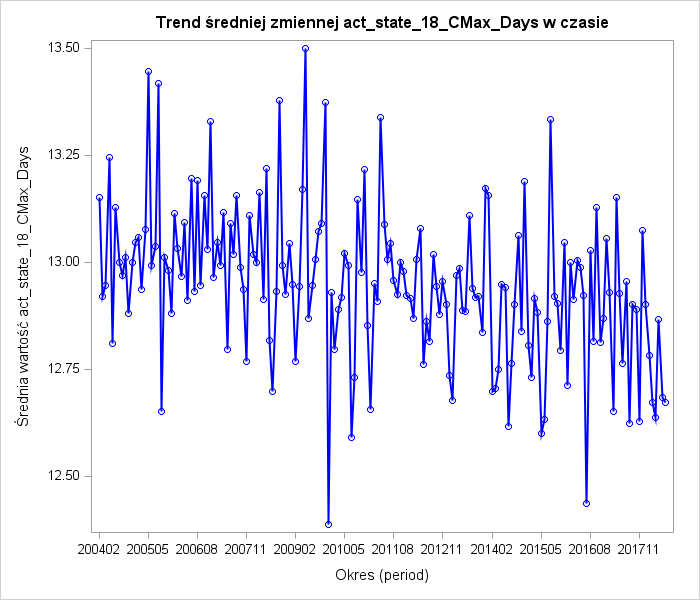 Trend średniej zmiennej act_state_18_CMax_Days w czasie
Średnia wartość act_state_18_CMax_Days
13.50
13.25
13.00
12.75
12.50
200402 200505 200608 200711 200902 201005 201108 201211 201402 201505 201608 201711
Okres (period)